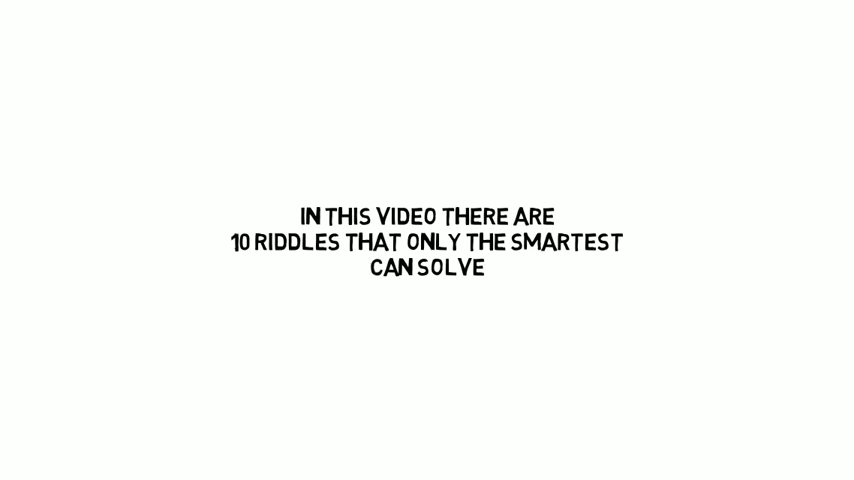 IN THIS VIDEO THERE ARE
10 RIDDLES THAT ONLY THE SMARTEST
CAN SOLVE